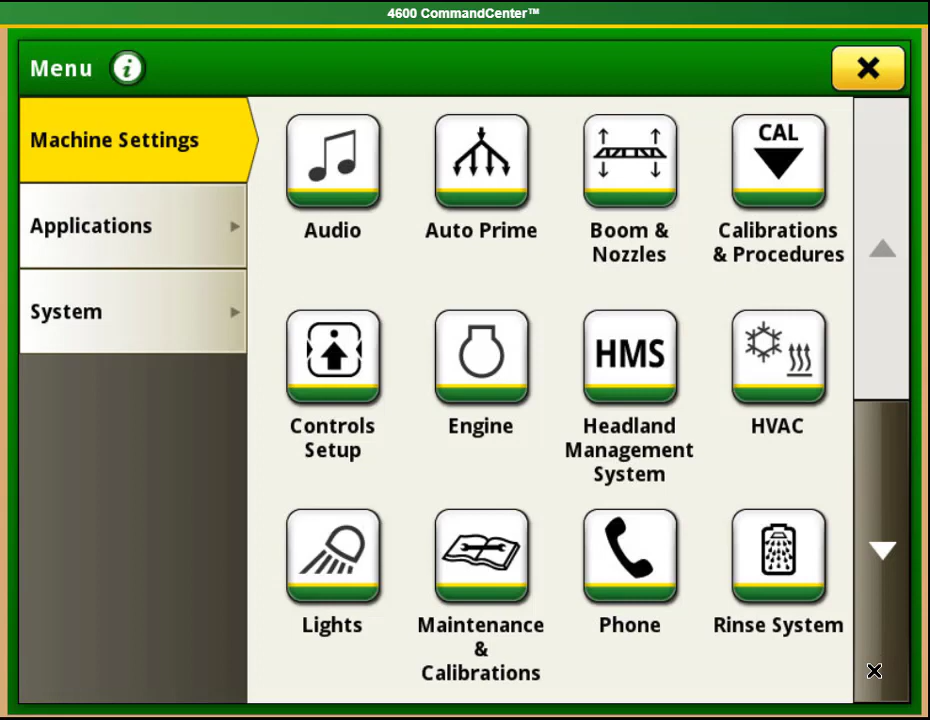 4600 CommandCenter™
Menu
Machine Settings
Applications
System
Audio
Auto Prime
Boom &
Nozzles
CAL
Calibrations
& Procedures
Controls
Setup
Engine
HMS
Headland
Management
System
HVAC
Lights
Maintenance
&
Calibrations
Phone
Rinse System